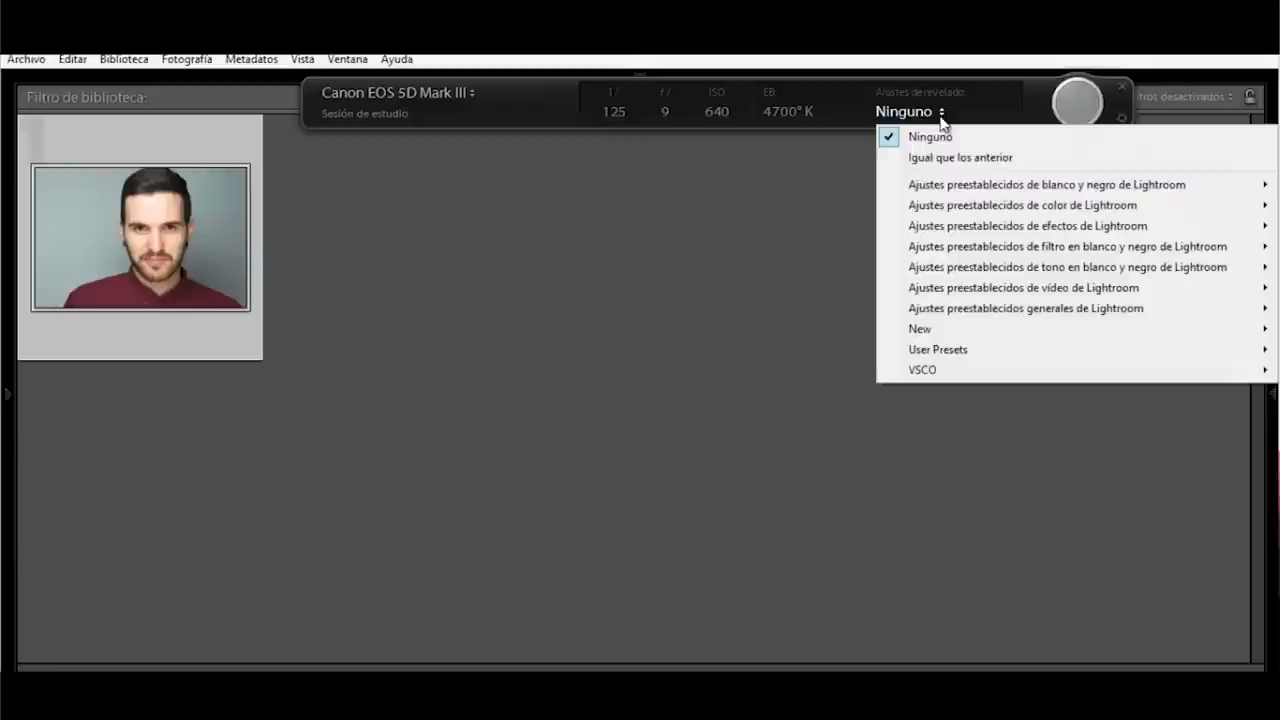 Archivo Editar Biblioteca Fotografía Metadatos Vista Ventana Ayuda
Filtro de biblioteca:
Canon EOS 5D Mark III
Sesión de estudio
1/ f/ ISO EB:
125 9 640 4700° K
Ajustes de revelado:
Ninguno
tros desactivados :
Ninguno
Igual que los anterior
Ajustes preestablecidos de blanco y negro de Lightroom
Ajustes preestablecidos de color de Lightroom
Ajustes preestablecidos de efectos de Lightroom
Ajustes preestablecidos de filtro en blanco y negro de Lightroom
Ajustes preestablecidos de tono en blanco y negro de Lightroom
Ajustes preestablecidos de vídeo de Lightroom
Ajustes preestablecidos generales de Lightroom
New
User Presets
VSCO